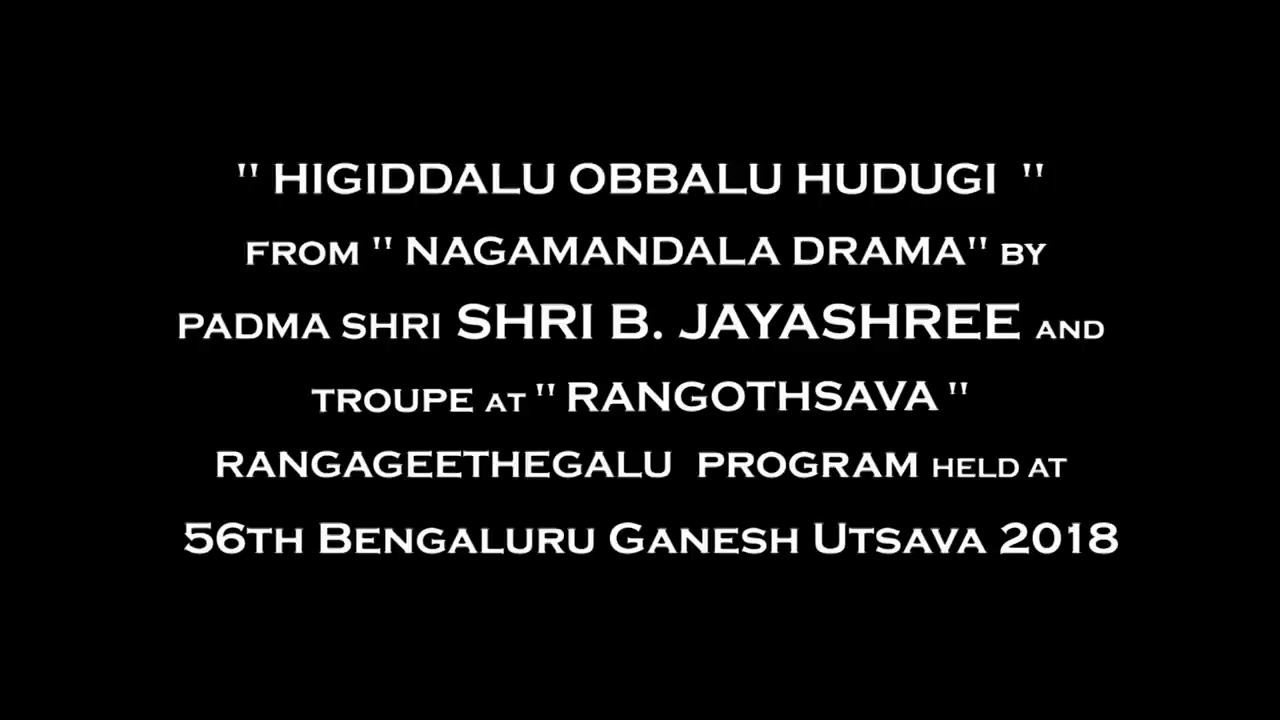 " HIGIDDALU OBBALU HUDUGI "
FROM " NAGAMANDALA DRAMA" BY
PADMA SHRI SHRI B. JAYASHREE AND
TROUPE AT " RANGOTHSAVA "
RANGAGEETHEGALU PROGRAM HELD AT
56TH BENGALURU GANESH UTSAVA 2018